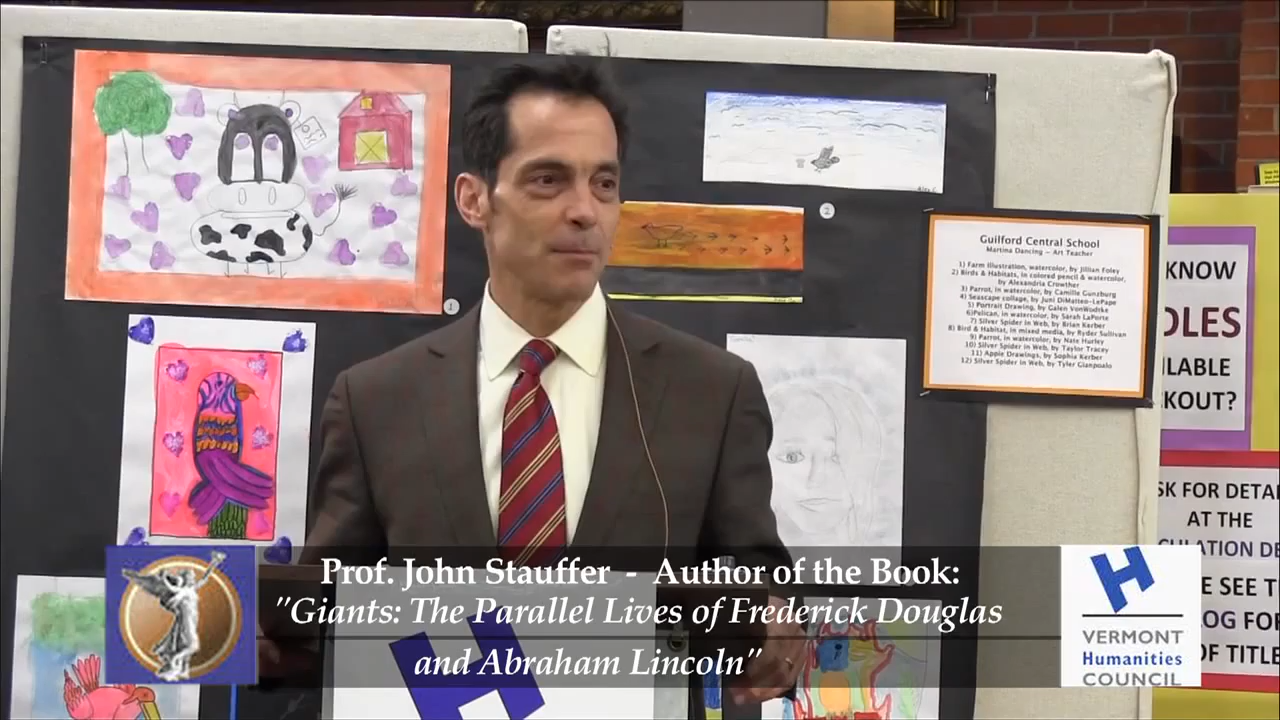 Guilford Central School
Martina Dancing ~ Art Teacher
1) Farm Illustration, watercolor, by Jillian Foley
2) Birds & Habitats, in colored pencil & watercolor,
by Alexandria Crowther
3) Parrot, in watercolor, by Camille Gunzburg
4) Seascape collage, by Juni DiMatteo-LePape
5) Portrait Drawing, by Galen VonWodtke
6)Pelican, in watercolor, by Sarah LaPorte
7) Silver Spider in Web, by Brian Kerber
8) Bird & Habitat, in mixed media, by Ryder Sullivan
9) Parrot, in watercolor, by Nate Hurley
10) Silver Spider in Web, by Taylor Tracey
11) Apple Drawings, by Sophia Kerber
12) Silver Spider in Web, by Tyler Gianpoalo
1
2
KNOW
OLES
ILABLE
KOUT?
SK FOR DETAI
AT THE
ULATION DE
E SEE T
LOG FOR
OF TITLE
Prof. John Stauffer - Author of the Book:
"Giants: The Parallel Lives of Frederick Douglas
and Abraham Lincoln"
H
VERMONT
Humanities
COUNCIL